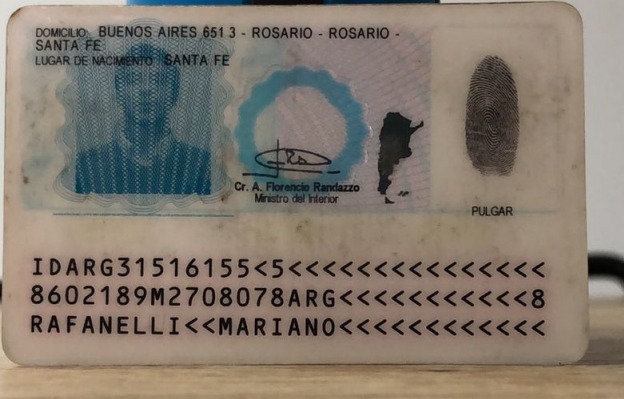 DOMICILIO: BUENOS AIRES 651 3 - ROSARIO - ROSARIO -
SANTA FE
LUGAR DE NACIMIENTO: SANTA FE
Cr. A. Florencio Randazzo
Ministro del Interior
PULGAR
IDARG31516155<5<<<<<<<<<<<<<<<
8602189M2708078ARG<<<<<<<<<<<8
RAFANELLI<<MARIANO<<<<<<<<<<<<